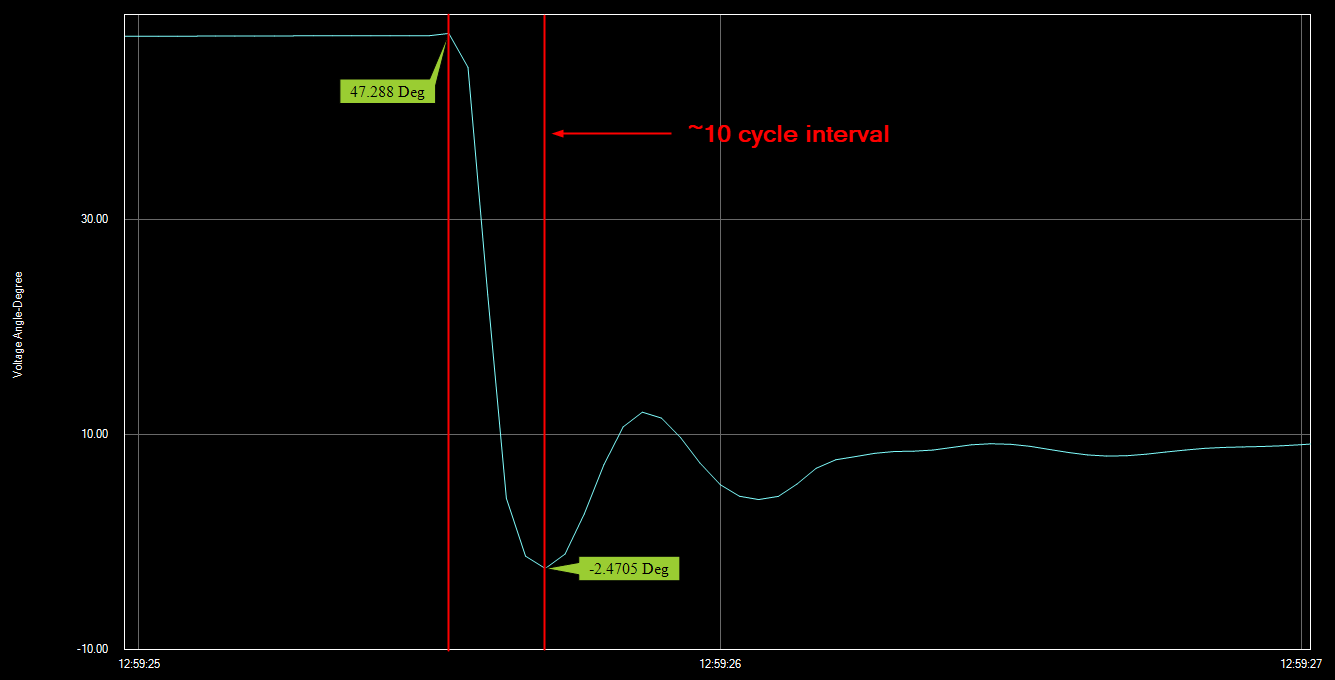 47.288 Deg
~10 cycle interval
30.00
Voltage Angle-Degree
10.00
-2.4705 Deg
-10.00
12:59:25
12:59:26
12:59:27